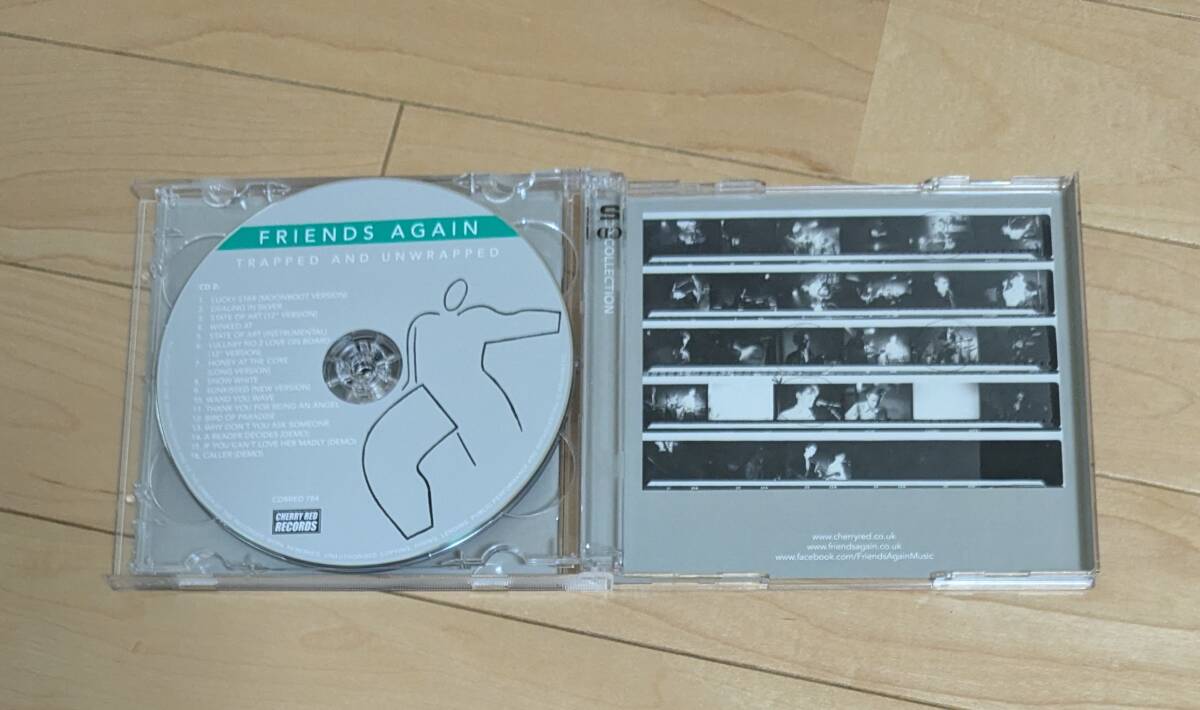 FRIENDS AGAIN
TRAPPED AND UNWRAPPED
CD 2:
1. LUCKY STAR (MOONBOOT VERSION)
2. DEALING IN SILVER
3. STATE OF ART (12" VERSION)
4. WINKED AT
5. STATE OF ART (INSTRUMENTAL)
6. LULLABY NO 2 LOVE ON BOARD
(12" VERSION)
7. HONEY AT THE CORE
(LONG VERSION)
8. SNOW WHITE
9. SUNKISSED (NEW VERSION)
10. WAND YOU WAVE
11. THANK YOU FOR BEING AN ANGEL
12. BIRD OF PARADISE
13. WHY DON'T YOU ASK SOMEONE
14. A READER DECIDES (DEMO)
15. IF YOU CAN'T LOVE HER MADLY (DEMO)
16. CALLER (DEMO)
CDBRED 784
CHERRY RED
RECORDS
2
CD
COLLECTION
www.cherryred.co.uk
www.friendsagain.co.uk
www.facebook.com/FriendsAgainMusic